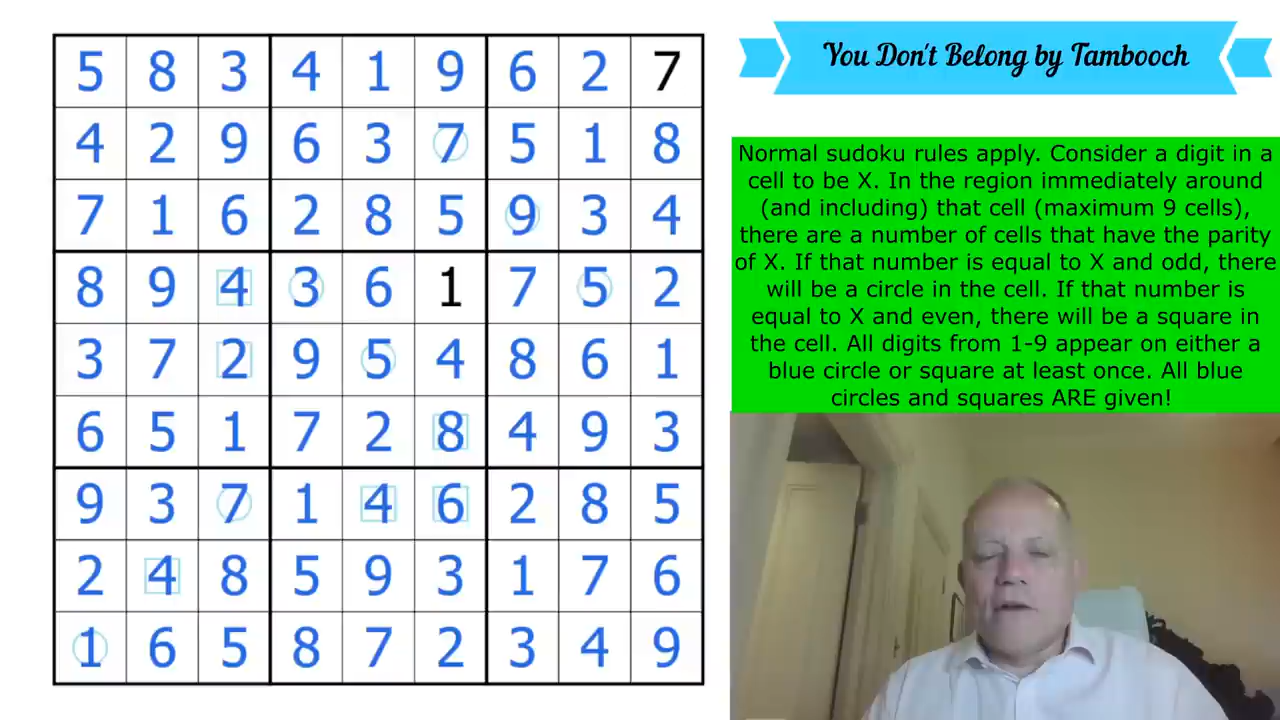 You Don't Belong by Tambooch
Normal sudoku rules apply. Consider a digit in a
cell to be X. In the region immediately around
(and including) that cell (maximum 9 cells),
there are a number of cells that have the parity
of X. If that number is equal to X and odd, there
will be a circle in the cell. If that number is
equal to X and even, there will be a square in
the cell. All digits from 1-9 appear on either a
blue circle or square at least once. All blue
circles and squares ARE given!
5 8 3 4 1 9 6 2 7
4 2 9 6 3 7 5 1 8
7 1 6 2 8 5 9 3 4
8 9 4 3 6 1 7 5 2
3 7 2 9 5 4 8 6 1
6 5 1 7 2 8 4 9 3
9 3 7 1 4 6 2 8 5
2 4 8 5 9 3 1 7 6
1 6 5 8 7 2 3 4 9